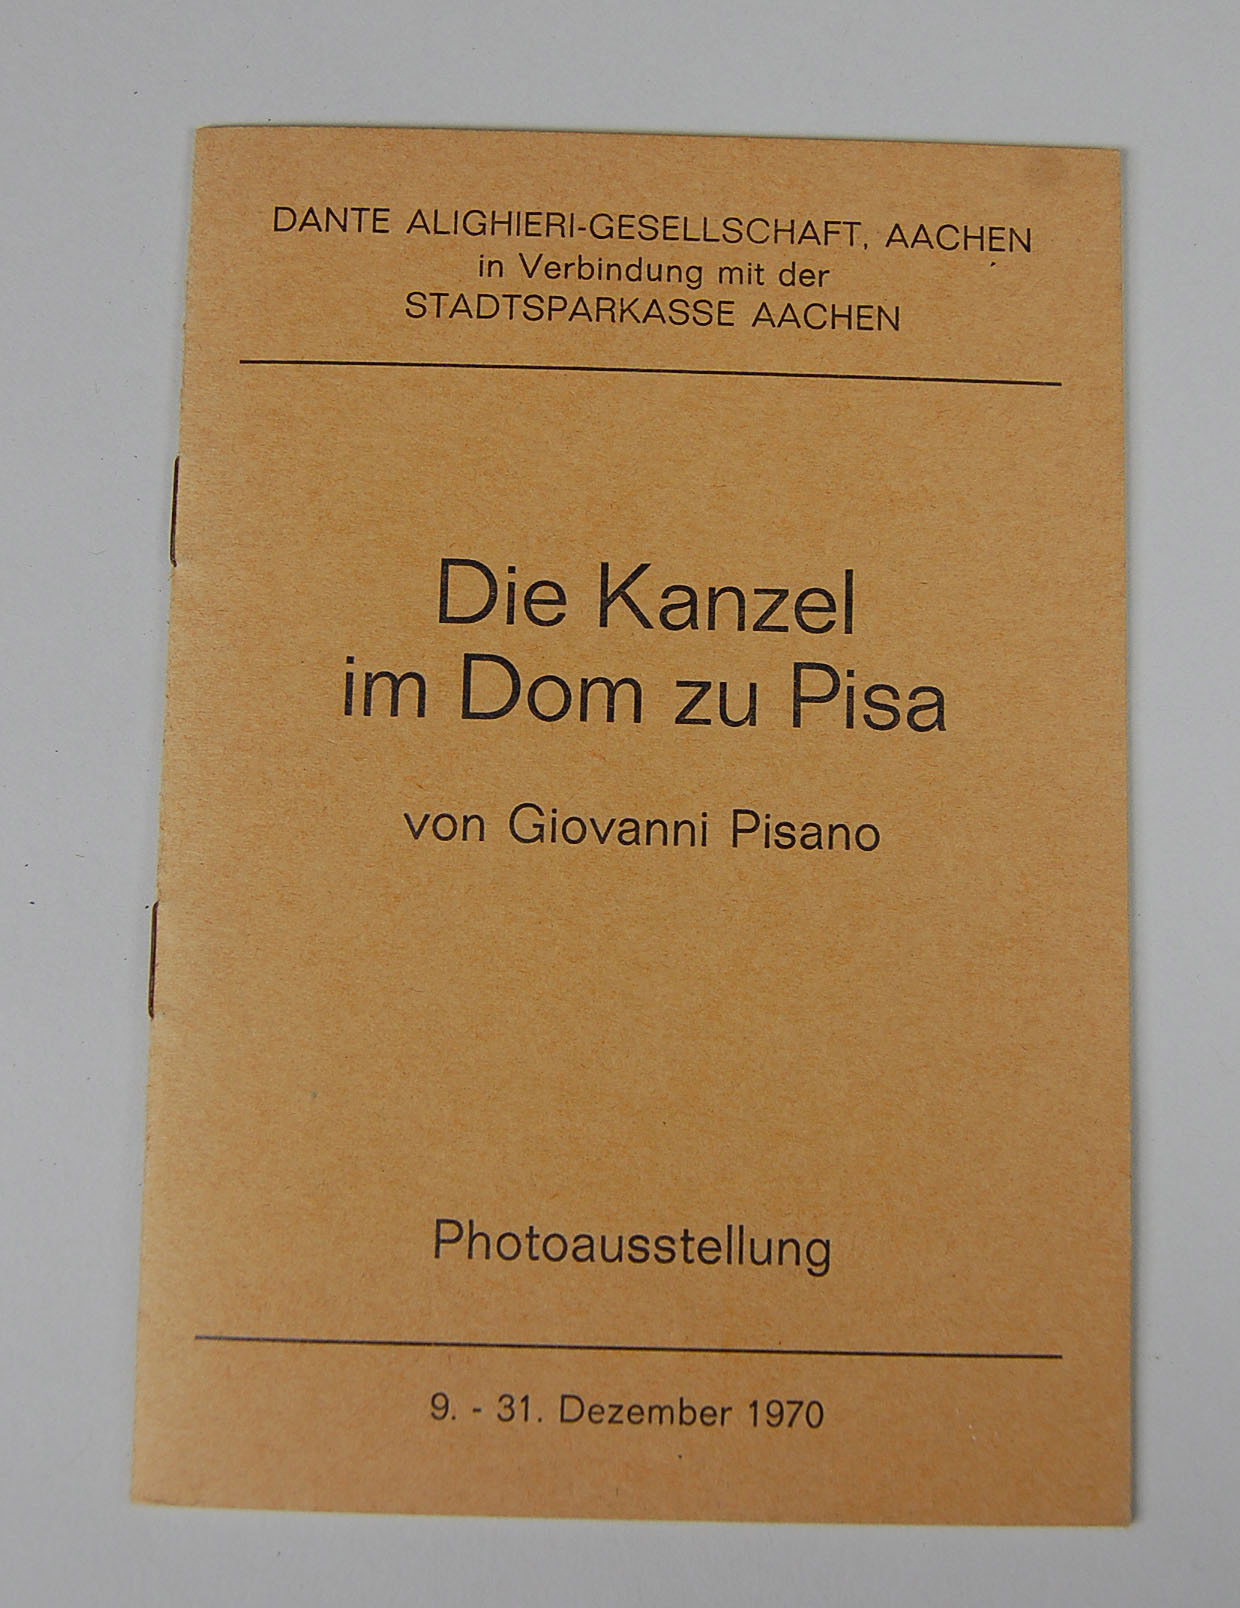 DANTE ALIGHIERI-GESELLSCHAFT, AACHEN
in Verbindung mit der
STADTSPARKASSE AACHEN
Die Kanzel
im Dom zu Pisa
von Giovanni Pisano
Photoausstellung
9. - 31. Dezember 1970